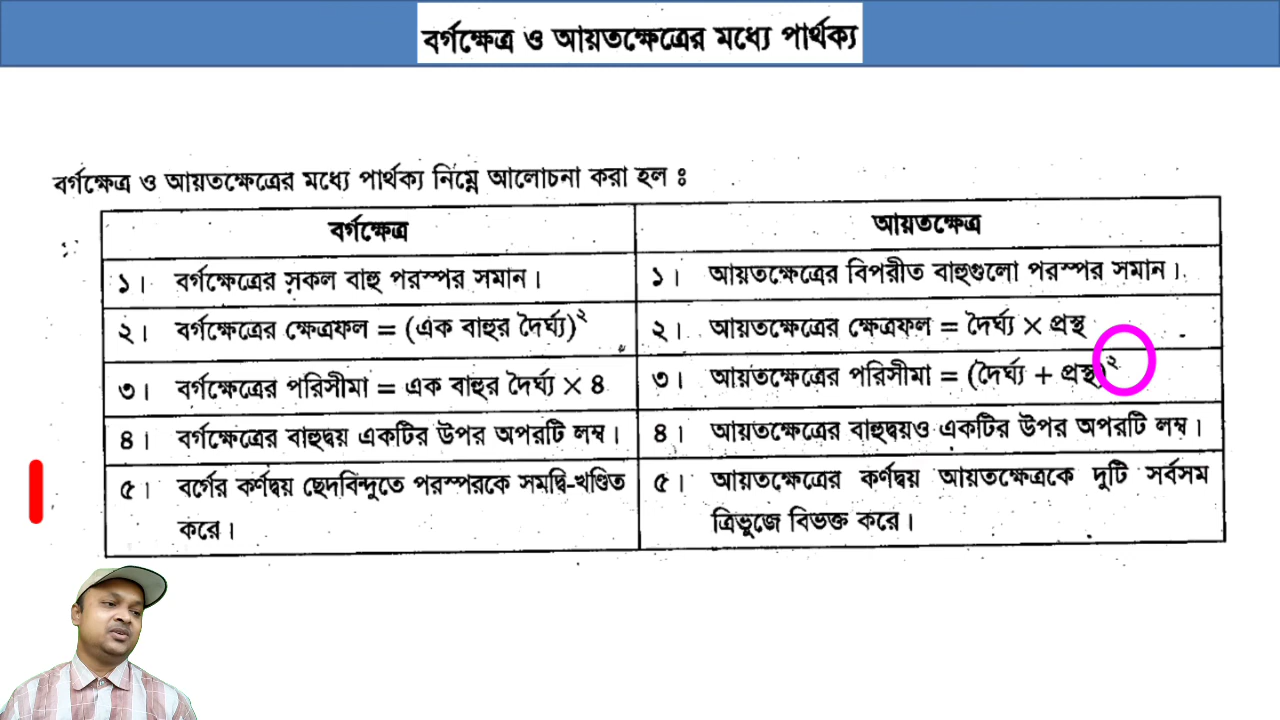 বর্গক্ষেত্র ও আয়তক্ষেত্রের মধ্যে পার্থক্য
বর্গক্ষেত্র ও আয়তক্ষেত্রের মধ্যে পার্থক্য নিম্নে আলোচনা করা হল ঃ
বর্গক্ষেত্র
আয়তক্ষেত্র
১। বর্গক্ষেত্রের সকল বাহু পরস্পর সমান।
১। আয়তক্ষেত্রের বিপরীত বাহুগুলো পরস্পর সমান।
২। বর্গক্ষেত্রের ক্ষেত্রফল = (এক বাহুর দৈর্ঘ্য)²
২। আয়তক্ষেত্রের ক্ষেত্রফল = দৈর্ঘ্য × প্রস্থ
৩। বর্গক্ষেত্রের পরিসীমা = এক বাহুর দৈর্ঘ্য × ৪
৩। আয়তক্ষেত্রের পরিসীমা = (দৈর্ঘ্য + প্রস্থ)²
৪। বর্গক্ষেত্রের বাহুদ্বয় একটির উপর অপরটি লম্ব।
৪। আয়তক্ষেত্রের বাহুদ্বয়ও একটির উপর অপরটি লম্ব।
৫। বর্গের কর্ণদ্বয় ছেদবিন্দুতে পরস্পরকে সমদ্বি-খণ্ডিত
করে।
৫। আয়তক্ষেত্রের কর্ণদ্বয় আয়তক্ষেত্রকে দুটি সর্বসম
ত্রিভুজে বিভক্ত করে।